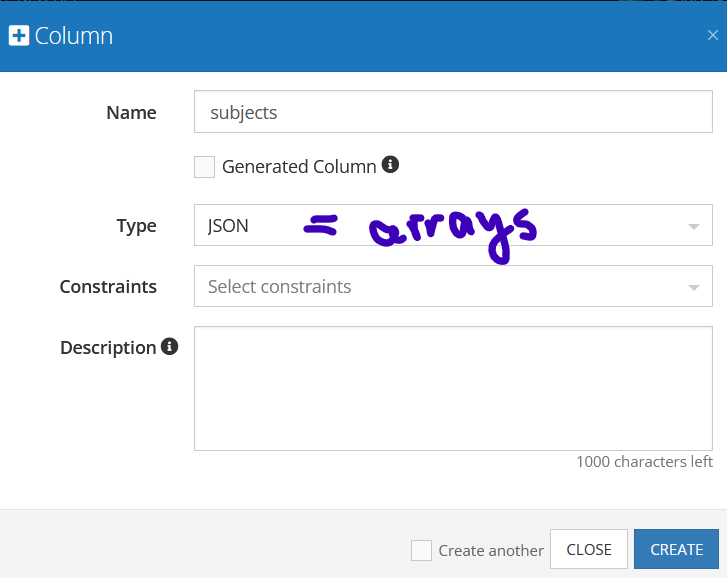 Column ×
Name subjects
Generated Column
Type JSON = arrays
Constraints Select constraints
Description
1000 characters left
Create another CLOSE CREATE